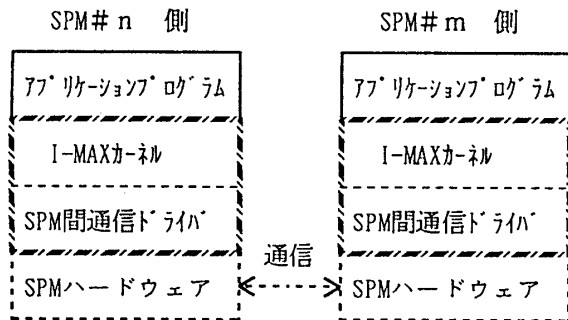 SPM#n 側
SPM#m 側
ｱﾌﾟﾘｹｰｼｮﾝﾌﾟﾛｸﾞﾗﾑ
ｱﾌﾟﾘｹｰｼｮﾝﾌﾟﾛｸﾞﾗﾑ
I-MAXｶｰﾈﾙ
I-MAXｶｰﾈﾙ
SPM間通信ﾄﾞﾗｲﾊﾞ
SPM間通信ﾄﾞﾗｲﾊﾞ
通信
SPMハードウェア
SPMハードウェア